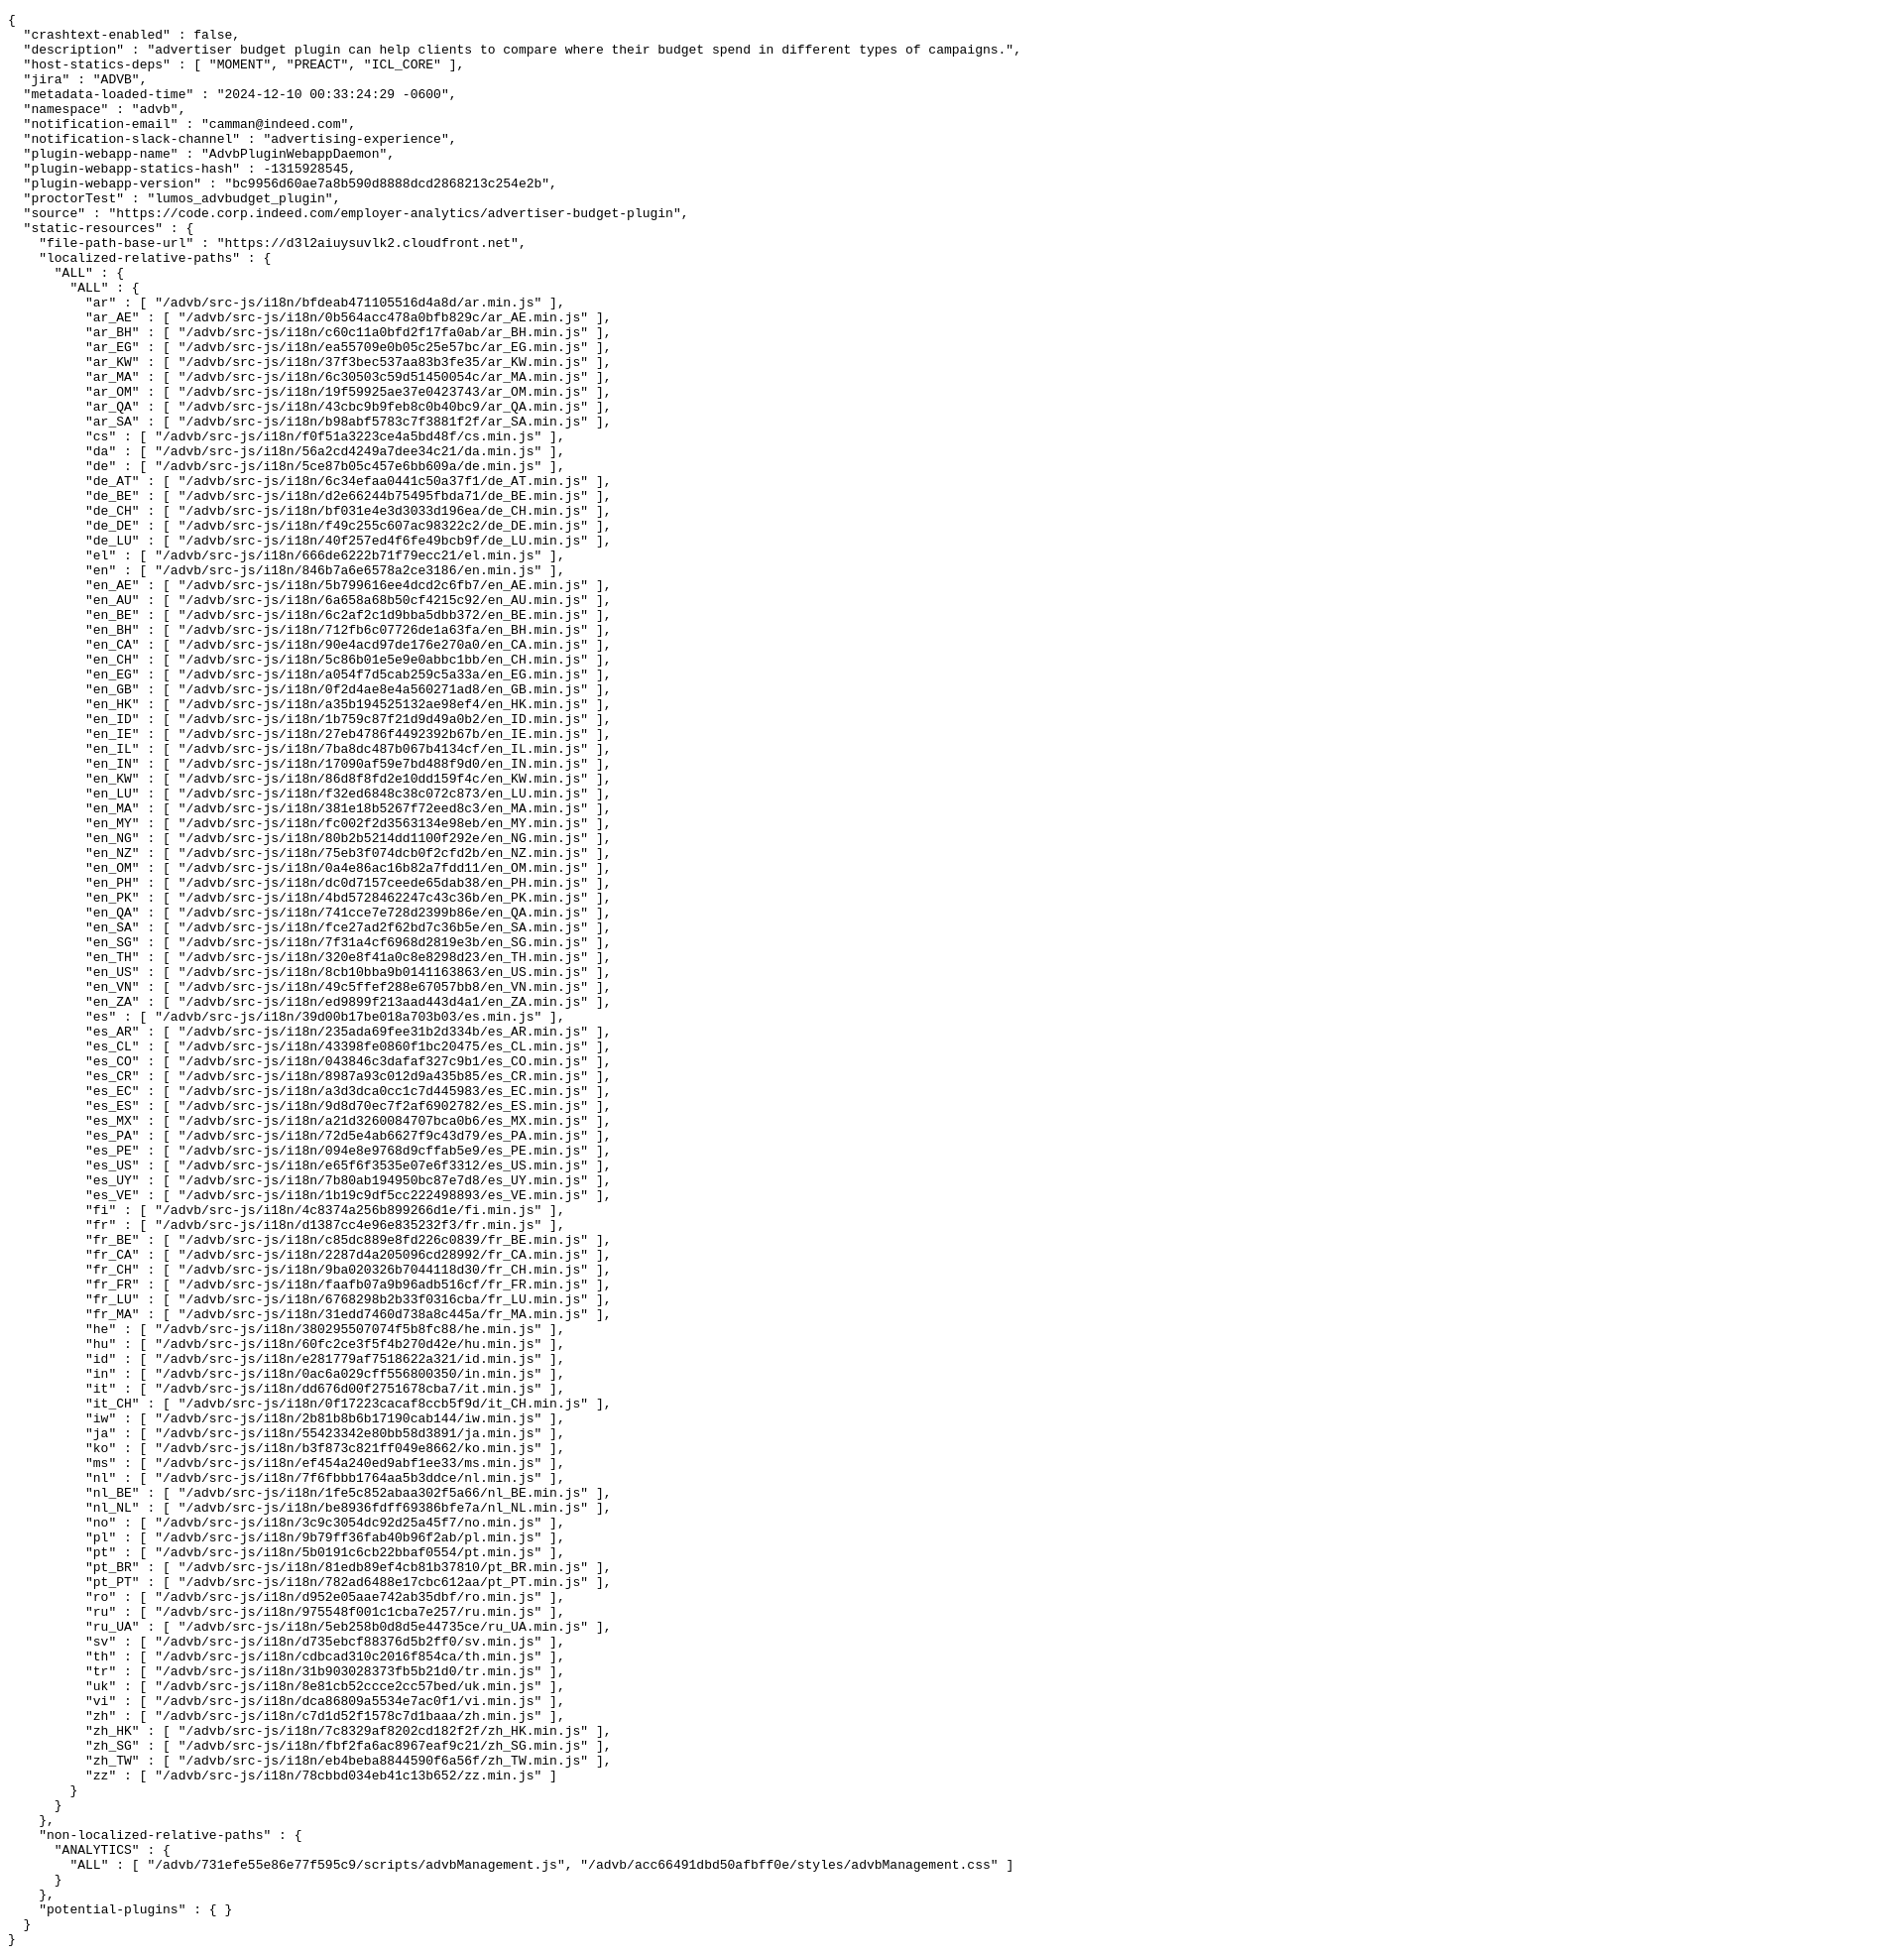 {
  "crashtext-enabled" : false,
  "description" : "advertiser budget plugin can help clients to compare where their budget spend in different types of campaigns.",
  "host-statics-deps" : [ "MOMENT", "PREACT", "ICL_CORE" ],
  "jira" : "ADVB",
  "metadata-loaded-time" : "2024-12-10 00:33:24:29 -0600",
  "namespace" : "advb",
  "notification-email" : "camman@indeed.com",
  "notification-slack-channel" : "advertising-experience",
  "plugin-webapp-name" : "AdvbPluginWebappDaemon",
  "plugin-webapp-statics-hash" : -1315928545,
  "plugin-webapp-version" : "bc9956d60ae7a8b590d8888dcd2868213c254e2b",
  "proctorTest" : "lumos_advbudget_plugin",
  "source" : "https://code.corp.indeed.com/employer-analytics/advertiser-budget-plugin",
  "static-resources" : {
    "file-path-base-url" : "https://d3l2aiuysuvlk2.cloudfront.net",
    "localized-relative-paths" : {
      "ALL" : {
        "ALL" : {
          "ar" : [ "/advb/src-js/i18n/bfdeab471105516d4a8d/ar.min.js" ],
          "ar_AE" : [ "/advb/src-js/i18n/0b564acc478a0bfb829c/ar_AE.min.js" ],
          "ar_BH" : [ "/advb/src-js/i18n/c60c11a0bfd2f17fa0ab/ar_BH.min.js" ],
          "ar_EG" : [ "/advb/src-js/i18n/ea55709e0b05c25e57bc/ar_EG.min.js" ],
          "ar_KW" : [ "/advb/src-js/i18n/37f3bec537aa83b3fe35/ar_KW.min.js" ],
          "ar_MA" : [ "/advb/src-js/i18n/6c30503c59d51450054c/ar_MA.min.js" ],
          "ar_OM" : [ "/advb/src-js/i18n/19f59925ae37e0423743/ar_OM.min.js" ],
          "ar_QA" : [ "/advb/src-js/i18n/43cbc9b9feb8c0b40bc9/ar_QA.min.js" ],
          "ar_SA" : [ "/advb/src-js/i18n/b98abf5783c7f3881f2f/ar_SA.min.js" ],
          "cs" : [ "/advb/src-js/i18n/f0f51a3223ce4a5bd48f/cs.min.js" ],
          "da" : [ "/advb/src-js/i18n/56a2cd4249a7dee34c21/da.min.js" ],
          "de" : [ "/advb/src-js/i18n/5ce87b05c457e6bb609a/de.min.js" ],
          "de_AT" : [ "/advb/src-js/i18n/6c34efaa0441c50a37f1/de_AT.min.js" ],
          "de_BE" : [ "/advb/src-js/i18n/d2e66244b75495fbda71/de_BE.min.js" ],
          "de_CH" : [ "/advb/src-js/i18n/bf031e4e3d3033d196ea/de_CH.min.js" ],
          "de_DE" : [ "/advb/src-js/i18n/f49c255c607ac98322c2/de_DE.min.js" ],
          "de_LU" : [ "/advb/src-js/i18n/40f257ed4f6fe49bcb9f/de_LU.min.js" ],
          "el" : [ "/advb/src-js/i18n/666de6222b71f79ecc21/el.min.js" ],
          "en" : [ "/advb/src-js/i18n/846b7a6e6578a2ce3186/en.min.js" ],
          "en_AE" : [ "/advb/src-js/i18n/5b799616ee4dcd2c6fb7/en_AE.min.js" ],
          "en_AU" : [ "/advb/src-js/i18n/6a658a68b50cf4215c92/en_AU.min.js" ],
          "en_BE" : [ "/advb/src-js/i18n/6c2af2c1d9bba5dbb372/en_BE.min.js" ],
          "en_BH" : [ "/advb/src-js/i18n/712fb6c07726de1a63fa/en_BH.min.js" ],
          "en_CA" : [ "/advb/src-js/i18n/90e4acd97de176e270a0/en_CA.min.js" ],
          "en_CH" : [ "/advb/src-js/i18n/5c86b01e5e9e0abbc1bb/en_CH.min.js" ],
          "en_EG" : [ "/advb/src-js/i18n/a054f7d5cab259c5a33a/en_EG.min.js" ],
          "en_GB" : [ "/advb/src-js/i18n/0f2d4ae8e4a560271ad8/en_GB.min.js" ],
          "en_HK" : [ "/advb/src-js/i18n/a35b194525132ae98ef4/en_HK.min.js" ],
          "en_ID" : [ "/advb/src-js/i18n/1b759c87f21d9d49a0b2/en_ID.min.js" ],
          "en_IE" : [ "/advb/src-js/i18n/27eb4786f4492392b67b/en_IE.min.js" ],
          "en_IL" : [ "/advb/src-js/i18n/7ba8dc487b067b4134cf/en_IL.min.js" ],
          "en_IN" : [ "/advb/src-js/i18n/17090af59e7bd488f9d0/en_IN.min.js" ],
          "en_KW" : [ "/advb/src-js/i18n/86d8f8fd2e10dd159f4c/en_KW.min.js" ],
          "en_LU" : [ "/advb/src-js/i18n/f32ed6848c38c072c873/en_LU.min.js" ],
          "en_MA" : [ "/advb/src-js/i18n/381e18b5267f72eed8c3/en_MA.min.js" ],
          "en_MY" : [ "/advb/src-js/i18n/fc002f2d3563134e98eb/en_MY.min.js" ],
          "en_NG" : [ "/advb/src-js/i18n/80b2b5214dd1100f292e/en_NG.min.js" ],
          "en_NZ" : [ "/advb/src-js/i18n/75eb3f074dcb0f2cfd2b/en_NZ.min.js" ],
          "en_OM" : [ "/advb/src-js/i18n/0a4e86ac16b82a7fdd11/en_OM.min.js" ],
          "en_PH" : [ "/advb/src-js/i18n/dc0d7157ceede65dab38/en_PH.min.js" ],
          "en_PK" : [ "/advb/src-js/i18n/4bd5728462247c43c36b/en_PK.min.js" ],
          "en_QA" : [ "/advb/src-js/i18n/741cce7e728d2399b86e/en_QA.min.js" ],
          "en_SA" : [ "/advb/src-js/i18n/fce27ad2f62bd7c36b5e/en_SA.min.js" ],
          "en_SG" : [ "/advb/src-js/i18n/7f31a4cf6968d2819e3b/en_SG.min.js" ],
          "en_TH" : [ "/advb/src-js/i18n/320e8f41a0c8e8298d23/en_TH.min.js" ],
          "en_US" : [ "/advb/src-js/i18n/8cb10bba9b0141163863/en_US.min.js" ],
          "en_VN" : [ "/advb/src-js/i18n/49c5ffef288e67057bb8/en_VN.min.js" ],
          "en_ZA" : [ "/advb/src-js/i18n/ed9899f213aad443d4a1/en_ZA.min.js" ],
          "es" : [ "/advb/src-js/i18n/39d00b17be018a703b03/es.min.js" ],
          "es_AR" : [ "/advb/src-js/i18n/235ada69fee31b2d334b/es_AR.min.js" ],
          "es_CL" : [ "/advb/src-js/i18n/43398fe0860f1bc20475/es_CL.min.js" ],
          "es_CO" : [ "/advb/src-js/i18n/043846c3dafaf327c9b1/es_CO.min.js" ],
          "es_CR" : [ "/advb/src-js/i18n/8987a93c012d9a435b85/es_CR.min.js" ],
          "es_EC" : [ "/advb/src-js/i18n/a3d3dca0cc1c7d445983/es_EC.min.js" ],
          "es_ES" : [ "/advb/src-js/i18n/9d8d70ec7f2af6902782/es_ES.min.js" ],
          "es_MX" : [ "/advb/src-js/i18n/a21d3260084707bca0b6/es_MX.min.js" ],
          "es_PA" : [ "/advb/src-js/i18n/72d5e4ab6627f9c43d79/es_PA.min.js" ],
          "es_PE" : [ "/advb/src-js/i18n/094e8e9768d9cffab5e9/es_PE.min.js" ],
          "es_US" : [ "/advb/src-js/i18n/e65f6f3535e07e6f3312/es_US.min.js" ],
          "es_UY" : [ "/advb/src-js/i18n/7b80ab194950bc87e7d8/es_UY.min.js" ],
          "es_VE" : [ "/advb/src-js/i18n/1b19c9df5cc222498893/es_VE.min.js" ],
          "fi" : [ "/advb/src-js/i18n/4c8374a256b899266d1e/fi.min.js" ],
          "fr" : [ "/advb/src-js/i18n/d1387cc4e96e835232f3/fr.min.js" ],
          "fr_BE" : [ "/advb/src-js/i18n/c85dc889e8fd226c0839/fr_BE.min.js" ],
          "fr_CA" : [ "/advb/src-js/i18n/2287d4a205096cd28992/fr_CA.min.js" ],
          "fr_CH" : [ "/advb/src-js/i18n/9ba020326b7044118d30/fr_CH.min.js" ],
          "fr_FR" : [ "/advb/src-js/i18n/faafb07a9b96adb516cf/fr_FR.min.js" ],
          "fr_LU" : [ "/advb/src-js/i18n/6768298b2b33f0316cba/fr_LU.min.js" ],
          "fr_MA" : [ "/advb/src-js/i18n/31edd7460d738a8c445a/fr_MA.min.js" ],
          "he" : [ "/advb/src-js/i18n/380295507074f5b8fc88/he.min.js" ],
          "hu" : [ "/advb/src-js/i18n/60fc2ce3f5f4b270d42e/hu.min.js" ],
          "id" : [ "/advb/src-js/i18n/e281779af7518622a321/id.min.js" ],
          "in" : [ "/advb/src-js/i18n/0ac6a029cff556800350/in.min.js" ],
          "it" : [ "/advb/src-js/i18n/dd676d00f2751678cba7/it.min.js" ],
          "it_CH" : [ "/advb/src-js/i18n/0f17223cacaf8ccb5f9d/it_CH.min.js" ],
          "iw" : [ "/advb/src-js/i18n/2b81b8b6b17190cab144/iw.min.js" ],
          "ja" : [ "/advb/src-js/i18n/55423342e80bb58d3891/ja.min.js" ],
          "ko" : [ "/advb/src-js/i18n/b3f873c821ff049e8662/ko.min.js" ],
          "ms" : [ "/advb/src-js/i18n/ef454a240ed9abf1ee33/ms.min.js" ],
          "nl" : [ "/advb/src-js/i18n/7f6fbbb1764aa5b3ddce/nl.min.js" ],
          "nl_BE" : [ "/advb/src-js/i18n/1fe5c852abaa302f5a66/nl_BE.min.js" ],
          "nl_NL" : [ "/advb/src-js/i18n/be8936fdff69386bfe7a/nl_NL.min.js" ],
          "no" : [ "/advb/src-js/i18n/3c9c3054dc92d25a45f7/no.min.js" ],
          "pl" : [ "/advb/src-js/i18n/9b79ff36fab40b96f2ab/pl.min.js" ],
          "pt" : [ "/advb/src-js/i18n/5b0191c6cb22bbaf0554/pt.min.js" ],
          "pt_BR" : [ "/advb/src-js/i18n/81edb89ef4cb81b37810/pt_BR.min.js" ],
          "pt_PT" : [ "/advb/src-js/i18n/782ad6488e17cbc612aa/pt_PT.min.js" ],
          "ro" : [ "/advb/src-js/i18n/d952e05aae742ab35dbf/ro.min.js" ],
          "ru" : [ "/advb/src-js/i18n/975548f001c1cba7e257/ru.min.js" ],
          "ru_UA" : [ "/advb/src-js/i18n/5eb258b0d8d5e44735ce/ru_UA.min.js" ],
          "sv" : [ "/advb/src-js/i18n/d735ebcf88376d5b2ff0/sv.min.js" ],
          "th" : [ "/advb/src-js/i18n/cdbcad310c2016f854ca/th.min.js" ],
          "tr" : [ "/advb/src-js/i18n/31b903028373fb5b21d0/tr.min.js" ],
          "uk" : [ "/advb/src-js/i18n/8e81cb52ccce2cc57bed/uk.min.js" ],
          "vi" : [ "/advb/src-js/i18n/dca86809a5534e7ac0f1/vi.min.js" ],
          "zh" : [ "/advb/src-js/i18n/c7d1d52f1578c7d1baaa/zh.min.js" ],
          "zh_HK" : [ "/advb/src-js/i18n/7c8329af8202cd182f2f/zh_HK.min.js" ],
          "zh_SG" : [ "/advb/src-js/i18n/fbf2fa6ac8967eaf9c21/zh_SG.min.js" ],
          "zh_TW" : [ "/advb/src-js/i18n/eb4beba8844590f6a56f/zh_TW.min.js" ],
          "zz" : [ "/advb/src-js/i18n/78cbbd034eb41c13b652/zz.min.js" ]
        }
      }
    },
    "non-localized-relative-paths" : {
      "ANALYTICS" : {
        "ALL" : [ "/advb/731efe55e86e77f595c9/scripts/advbManagement.js", "/advb/acc66491dbd50afbff0e/styles/advbManagement.css" ]
      }
    },
    "potential-plugins" : { }
  }
}